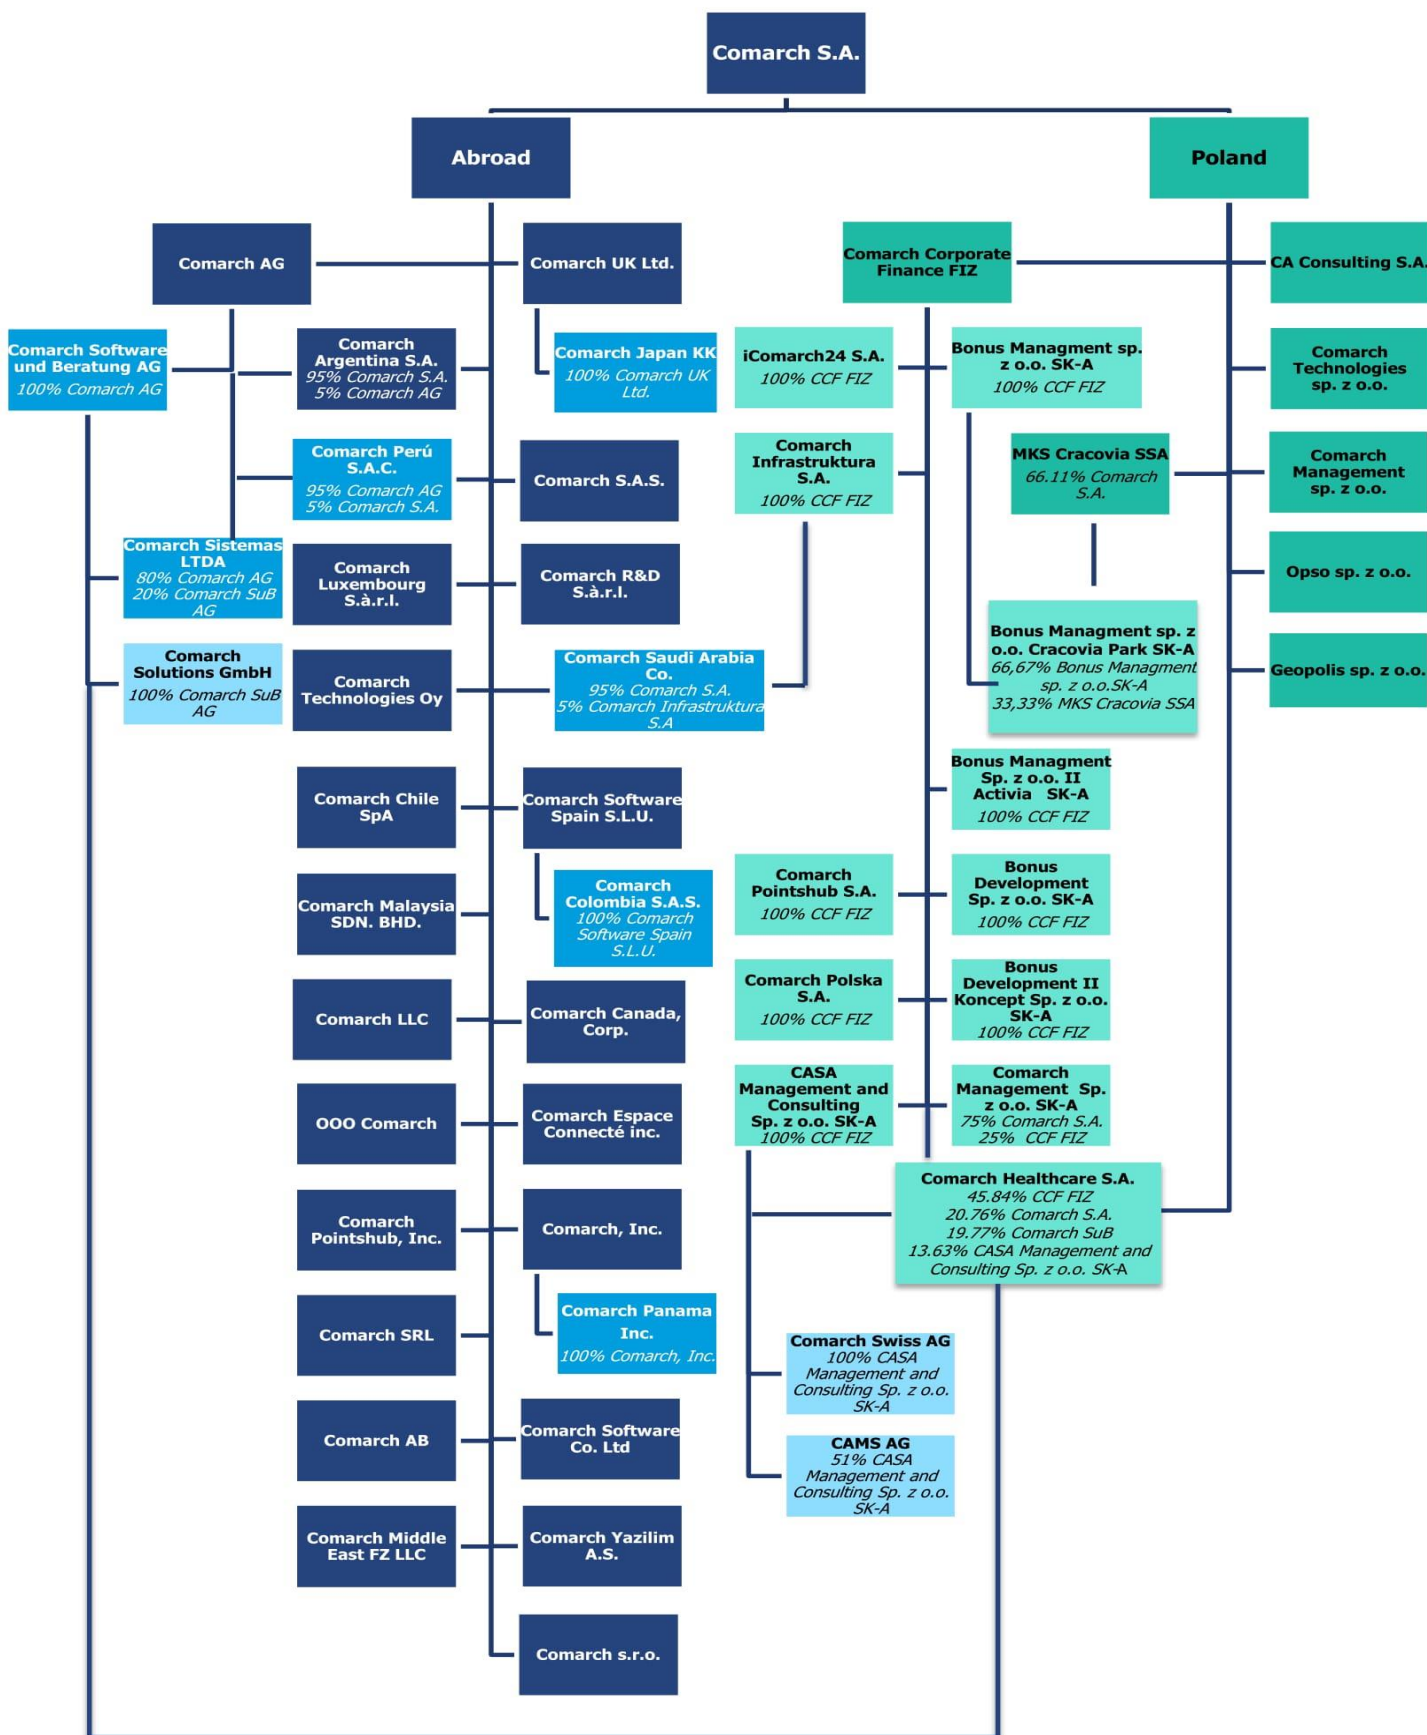 Comarch S.A.
Abroad
Poland
Comarch AG
Comarch UK Ltd.
Comarch Corporate
Finance FIZ
CA Consulting S.A.
Comarch Software
und Beratung AG
100% Comarch AG
Comarch
Argentina S.A.
95% Comarch S.A.
5% Comarch AG
Comarch Japan KK
100% Comarch UK
Ltd.
iComarch24 S.A.
100% CCF FIZ
Bonus Managment sp.
z o.o. SK-A
100% CCF FIZ
Comarch
Technologies
sp. z o.o.
Comarch Perú
S.A.C.
95% Comarch AG
5% Comarch S.A.
Comarch S.A.S.
Comarch
Infrastruktura
S.A.
100% CCF FIZ
MKS Cracovia SSA
66.11% Comarch
S.A.
Comarch
Management
sp. z o.o.
Comarch Sistemas
LTDA
80% Comarch AG
20% Comarch SuB
AG
Comarch
Luxembourg
S.à.r.l.
Comarch R&D
S.à.r.l.
Opso sp. z o.o.
Comarch
Solutions GmbH
100% Comarch SuB
AG
Comarch
Technologies Oy
Comarch Saudi Arabia
Co.
95% Comarch S.A.
5% Comarch Infrastruktura
S.A
Bonus Managment sp. z
o.o. Cracovia Park SK-A
66,67% Bonus Managment
sp. z o.o.SK-A
33,33% MKS Cracovia SSA
Geopolis sp. z o.o.
Comarch Chile
SpA
Comarch Software
Spain S.L.U.
Bonus Managment
Sp. z o.o. II
Activia SK-A
100% CCF FIZ
Comarch Malaysia
SDN. BHD.
Comarch
Colombia S.A.S.
100% Comarch
Software Spain
S.L.U.
Comarch
Pointshub S.A.
100% CCF FIZ
Bonus
Development
Sp. z o.o. SK-A
100% CCF FIZ
Comarch LLC
Comarch Canada,
Corp.
Comarch Polska
S.A.
100% CCF FIZ
Bonus
Development II
Koncept Sp. z o.o.
SK-A
100% CCF FIZ
OOO Comarch
Comarch Espace
Connecté inc.
CASA
Management and
Consulting
Sp. z o.o. SK-A
100% CCF FIZ
Comarch
Management Sp.
z o.o. SK-A
75% Comarch S.A.
25% CCF FIZ
Comarch
Pointshub, Inc.
Comarch, Inc.
Comarch Healthcare S.A.
45.84% CCF FIZ
20.76% Comarch S.A.
19.77% Comarch SuB
13.63% CASA Management and
Consulting Sp. z o.o. SK-A
Comarch SRL
Comarch Panama
Inc.
100% Comarch, Inc.
Comarch Swiss AG
100% CASA
Management and
Consulting Sp. z o.o.
SK-A
Comarch AB
Comarch Software
Co. Ltd
CAMS AG
51% CASA
Management and
Consulting Sp. z o.o.
SK-A
Comarch Middle
East FZ LLC
Comarch Yazilim
A.S.
Comarch s.r.o.